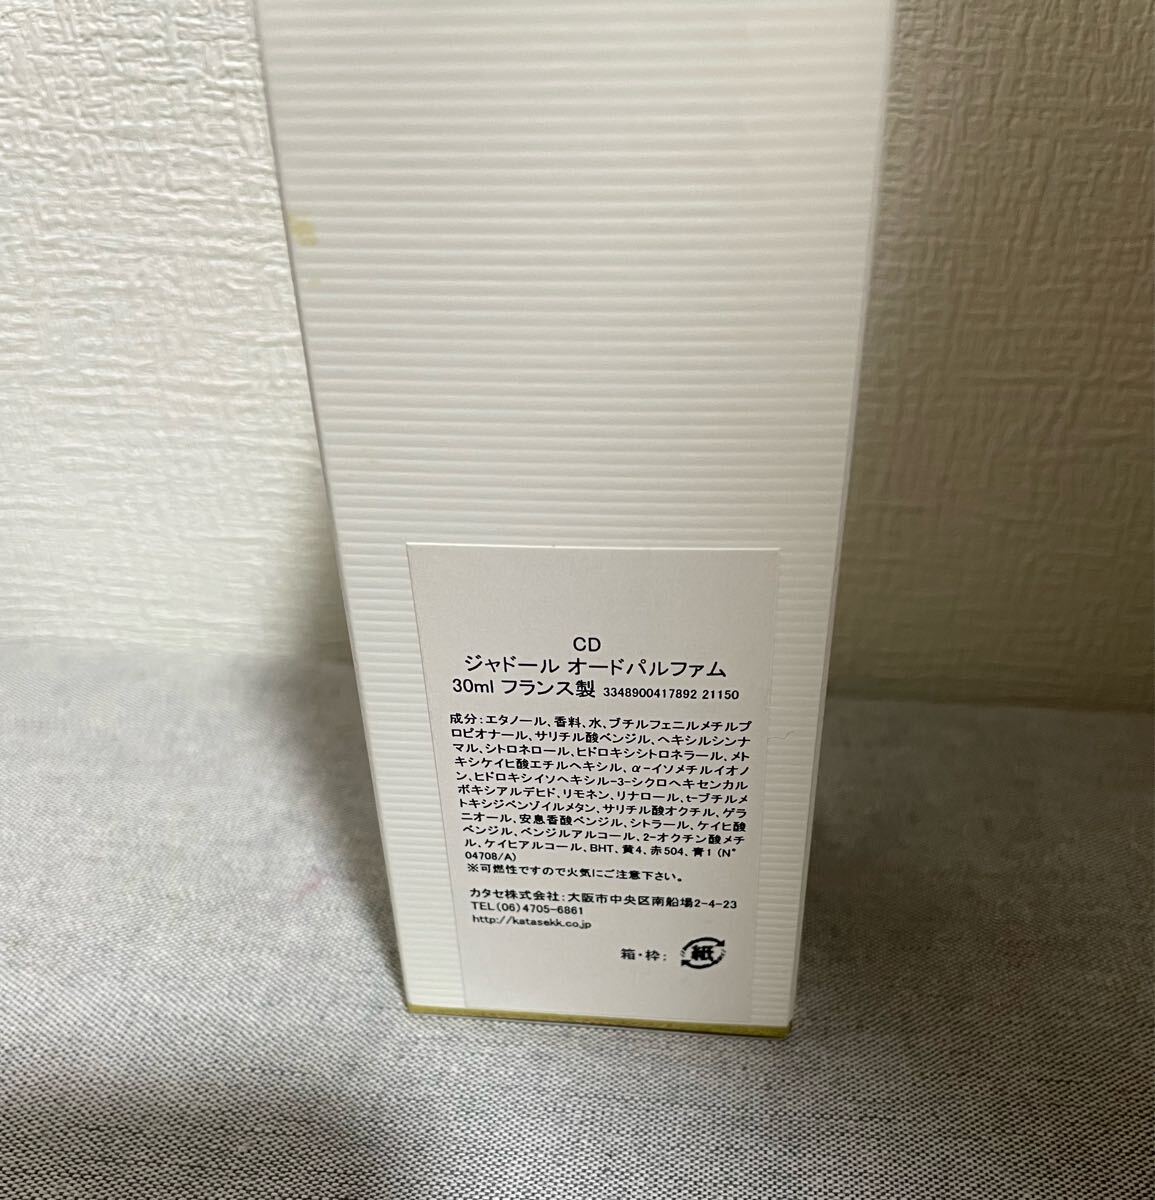 CD
ジャドール オードパルファム
30ml フランス製 3348900417892 21150
成分：エタノール、香料、水、ブチルフェニルメチルプ
ロピオナール、サリチル酸ベンジル、ヘキシルシンナ
マル、シトロネロール、ヒドロキシシトロネラール、メト
キシケイヒ酸エチルヘキシル、α-イソメチルイオノ
ン、ヒドロキシイソヘキシル-3-シクロヘキセンカル
ボキシアルデヒド、リモネン、リナロール、t-ブチルメ
トキシジベンゾイルメタン、サリチル酸オクチル、ゲラ
ニオール、安息香酸ベンジル、シトラール、ケイヒ酸
ベンジル、ベンジルアルコール、2-オクチン酸メチ
ル、ケイヒアルコール、BHT、黄4、赤504、青1 (N°
04708/A)
※可燃性ですので火気にご注意下さい。
カタセ株式会社：大阪市中央区南船場2-4-23
TEL(06)4705-6861
http://katasekk.co.jp
箱・枠： 紙